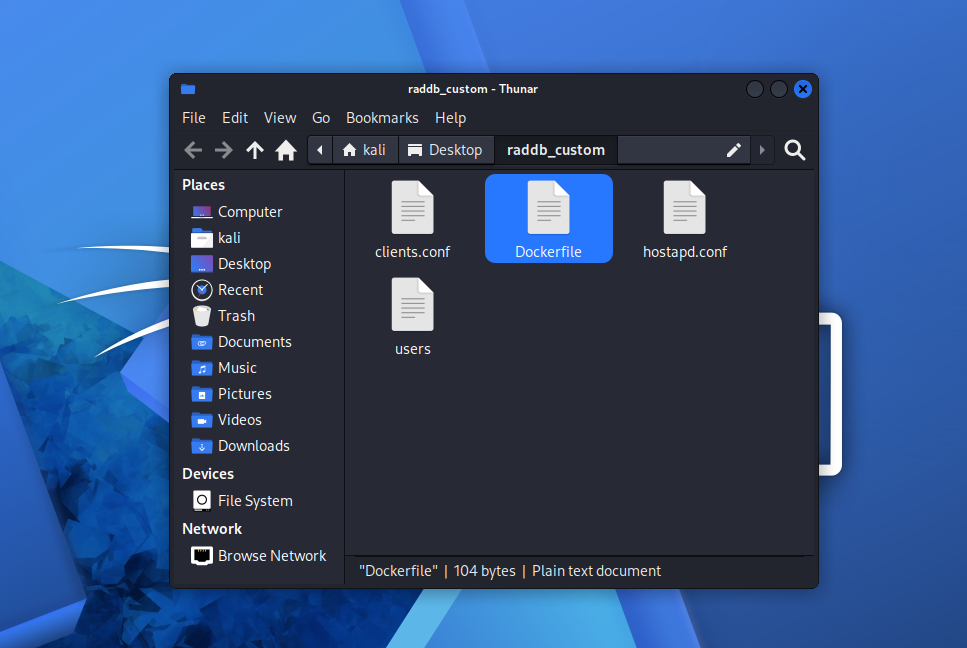 raddb_custom - Thunar
File Edit View Go Bookmarks Help
kali Desktop raddb_custom
Places
Computer
kali
Desktop
Recent
Trash
Documents
Music
Pictures
Videos
Downloads
Devices
File System
Network
Browse Network
clients.conf Dockerfile hostapd.conf
users
"Dockerfile" | 104 bytes | Plain text document